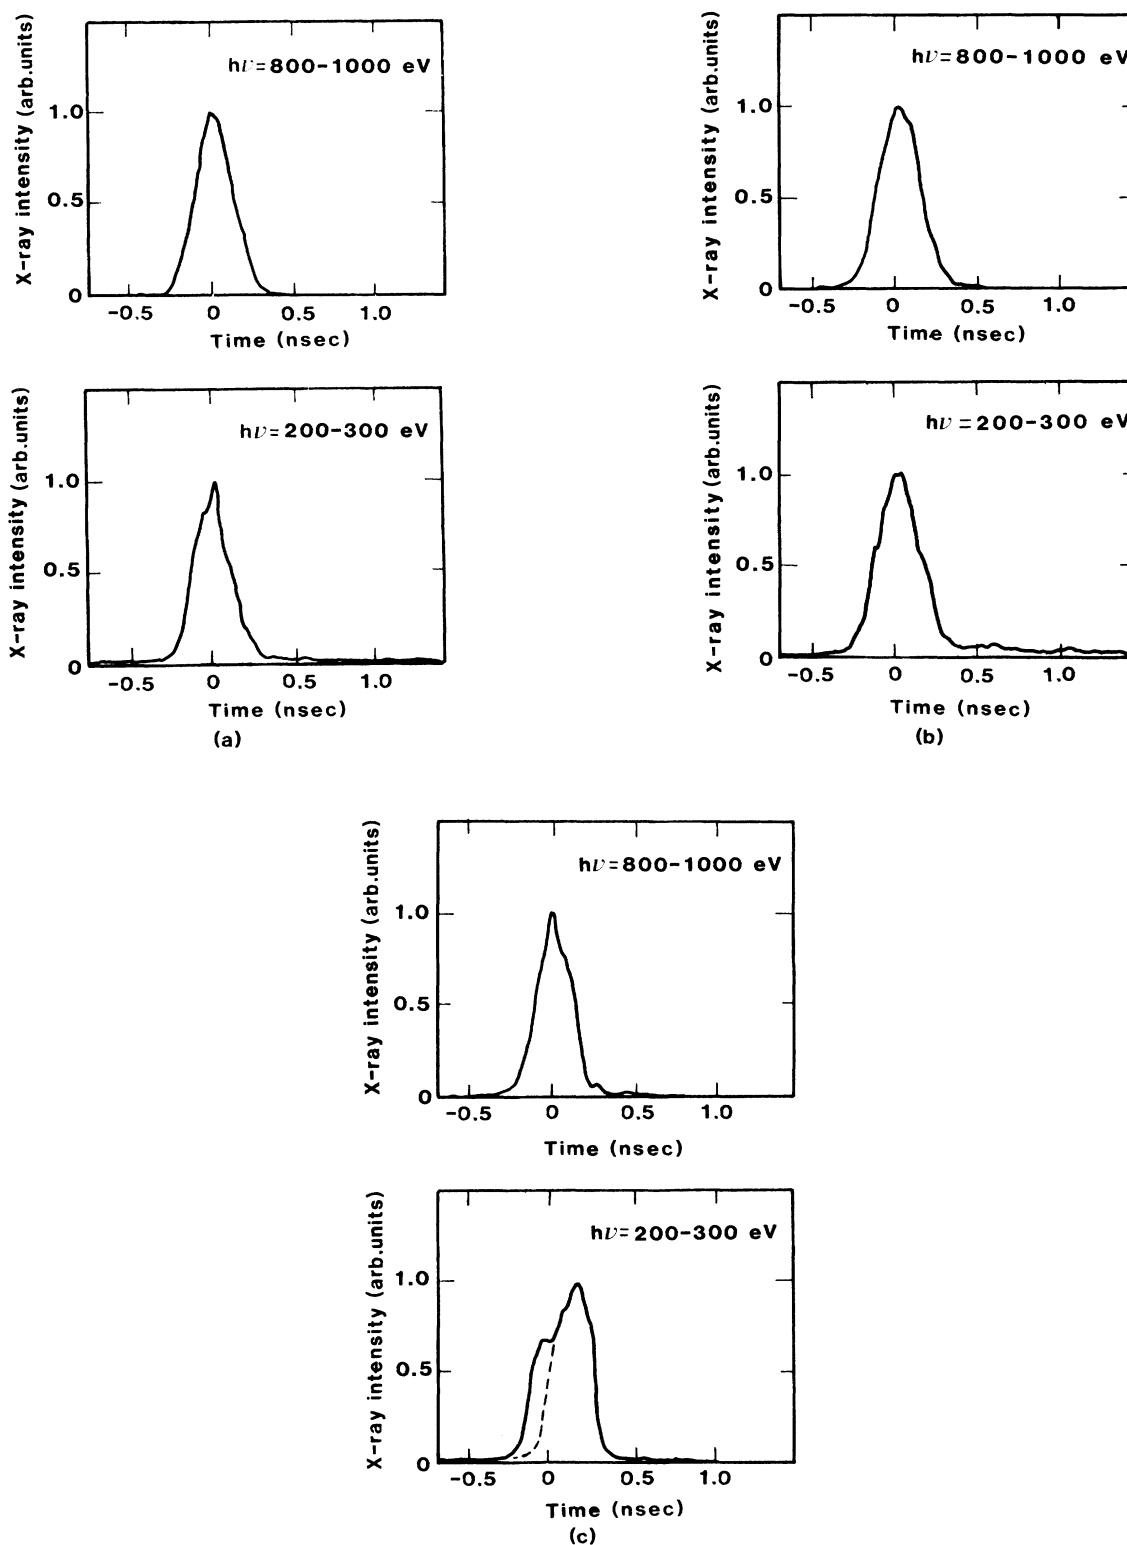 X-ray intensity (arb.units)
hν=800-1000 eV
1.0
0.5
0
-0.5 0 0.5 1.0
Time (nsec)
X-ray intensity (arb.units)
hν=200-300 eV
1.0
0.5
0
-0.5 0 0.5 1.0
Time (nsec)
(a)
X-ray intensity (arb.units)
hν=800-1000 eV
1.0
0.5
0
-0.5 0 0.5 1.0
Time (nsec)
X-ray intensity (arb.units)
hν=200-300 eV
1.0
0.5
0
-0.5 0 0.5 1.0
Time (nsec)
(b)
X-ray intensity (arb.units)
hν=800-1000 eV
1.0
0.5
0
-0.5 0 0.5 1.0
Time (nsec)
X-ray intensity (arb.units)
hν=200-300 eV
1.0
0.5
0
-0.5 0 0.5 1.0
Time (nsec)
(c)